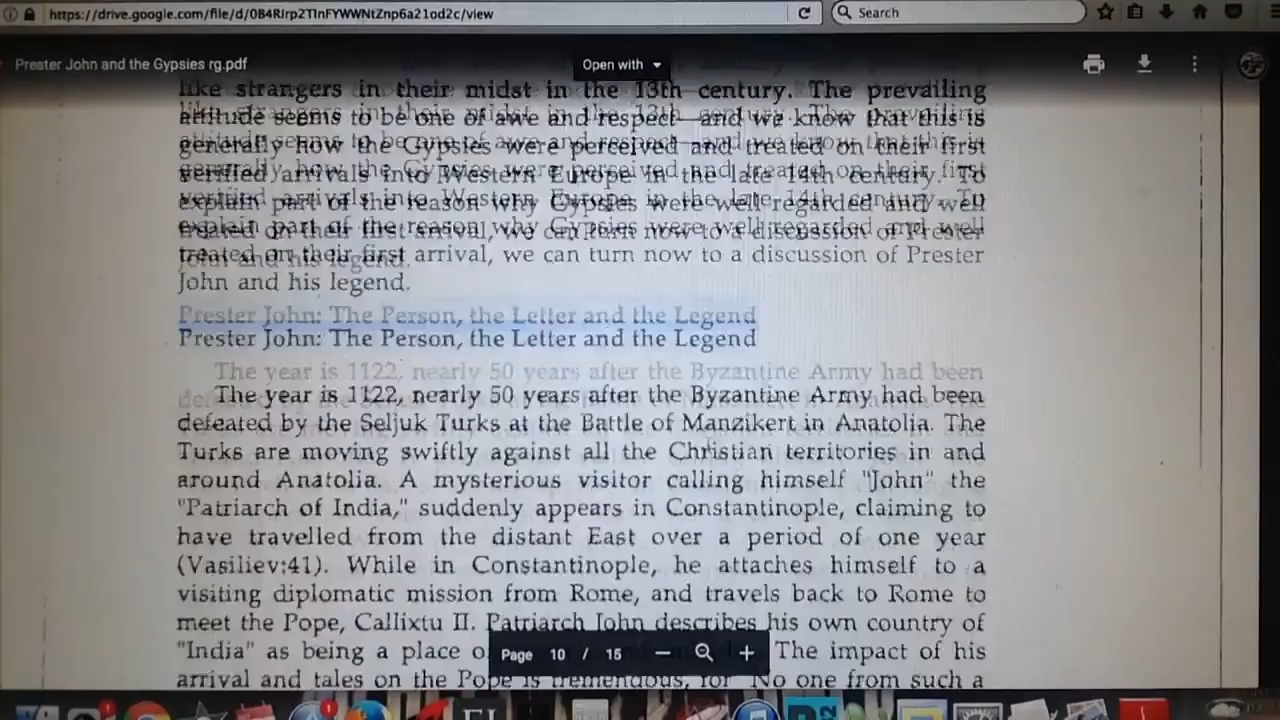 https://drive.google.com/file/d/0B4RIrp2TInFYWWNtZnp6a21od2c/view
Search
Prester John and the Gypsies rg.pdf
Open with
like strangers in their midst in the 13th century. The prevailing
attitude seems to be one of awe and respect—and we know that this is
generally how the Gypsies were perceived and treated on their first
verified arrivals into Western Europe in the late 14th century. To
explain part of the reason why Gypsies were well regarded and well
treated on their first arrival, we can turn now to a discussion of Prester
John and his legend.
Prester John: The Person, the Letter and the Legend
The year is 1122, nearly 50 years after the Byzantine Army had been
defeated by the Seljuk Turks at the Battle of Manzikert in Anatolia. The
Turks are moving swiftly against all the Christian territories in and
around Anatolia. A mysterious visitor calling himself "John" the
"Patriarch of India," suddenly appears in Constantinople, claiming to
have travelled from the distant East over a period of one year
(Vasiliev:41). While in Constantinople, he attaches himself to a
visiting diplomatic mission from Rome, and travels back to Rome to
meet the Pope, Callixtu II. Patriarch John describes his own country of
"India" as being a place The impact of his
arrival and tales on the Pope is tremendous, for "No one from such a
Page 10 / 15